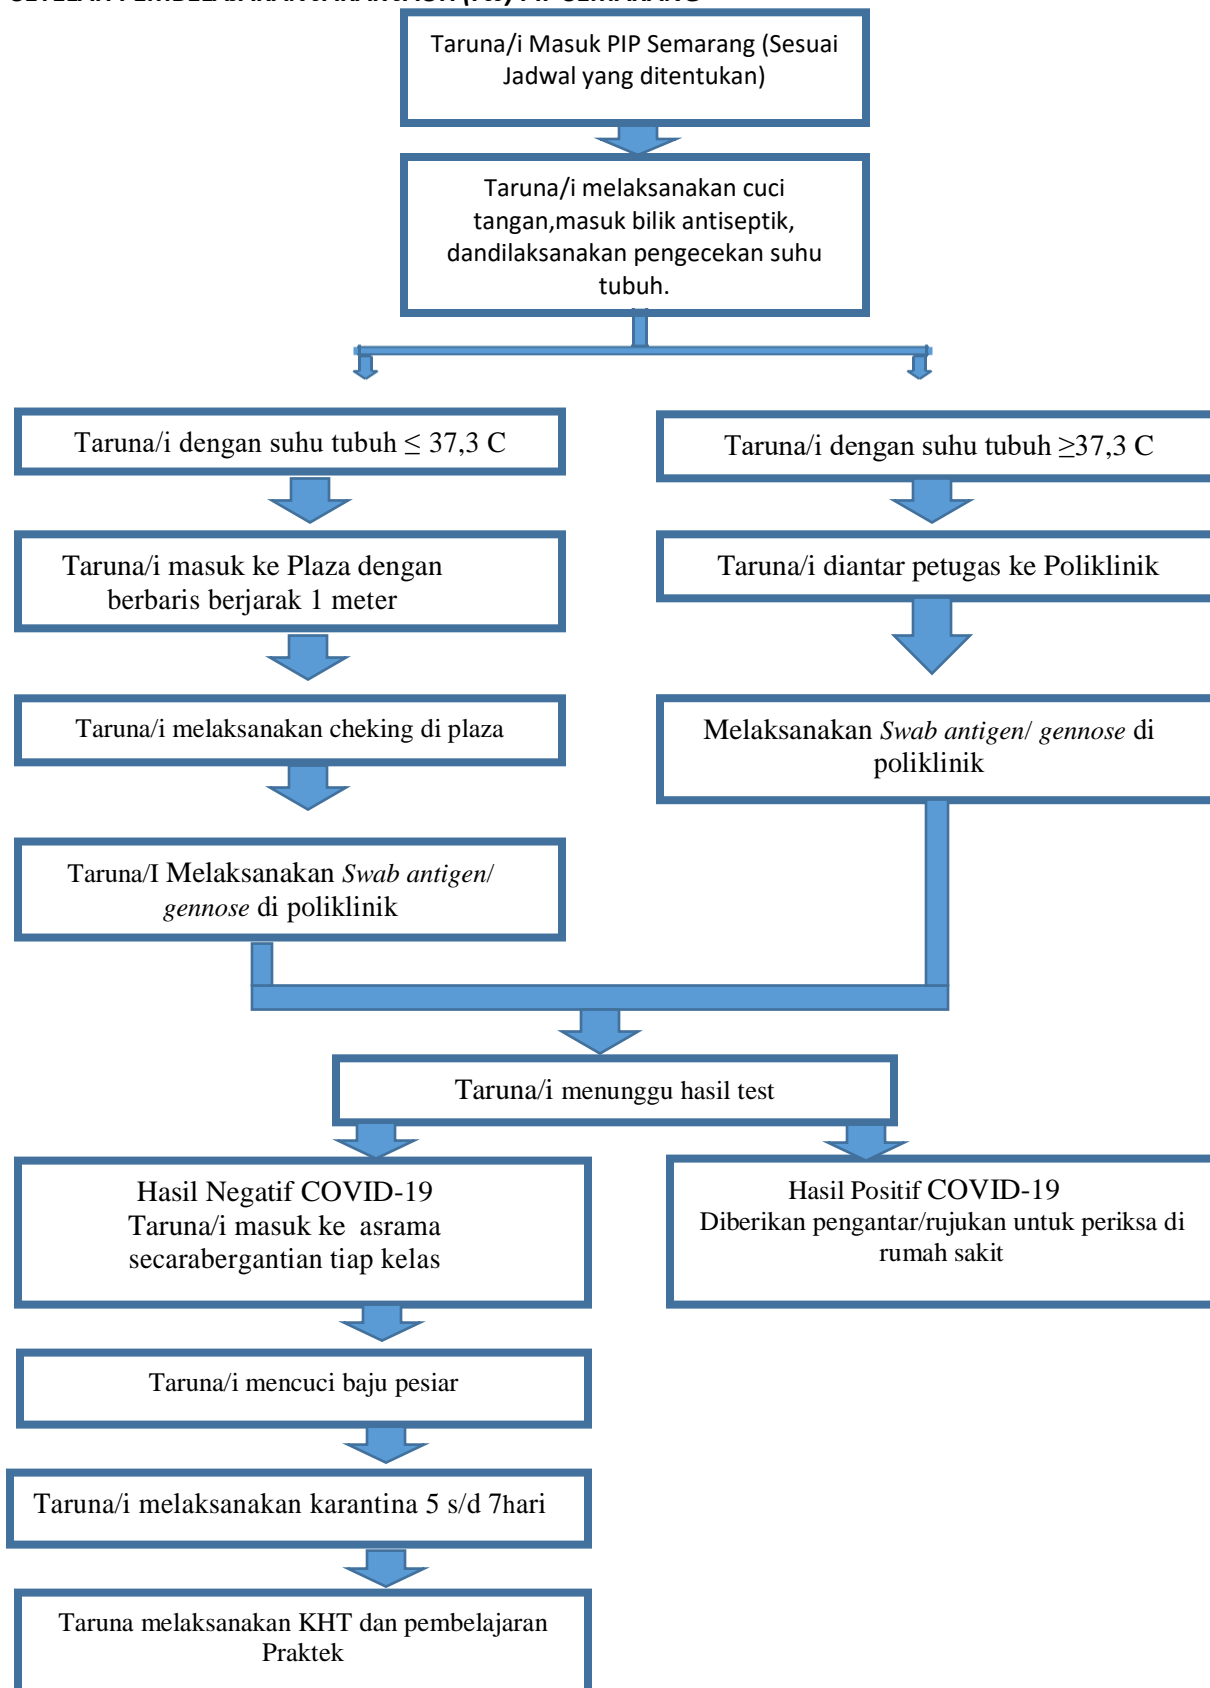 Taruna/i Masuk PIP Semarang (Sesuai
Jadwal yang ditentukan)
Taruna/i melaksanakan cuci
tangan,masuk bilik antiseptik,
dandilaksanakan pengecekan suhu
tubuh.
Taruna/i dengan suhu tubuh ≤ 37,3 C
Taruna/i dengan suhu tubuh ≥37,3 C
Taruna/i masuk ke Plaza dengan
berbaris berjarak 1 meter
Taruna/i diantar petugas ke Poliklinik
Taruna/i melaksanakan cheking di plaza
Melaksanakan Swab antigen/ gennose di
poliklinik
Taruna/I Melaksanakan Swab antigen/
gennose di poliklinik
Taruna/i menunggu hasil test
Hasil Negatif COVID-19
Taruna/i masuk ke asrama
secarabergantian tiap kelas
Hasil Positif COVID-19
Diberikan pengantar/rujukan untuk periksa di
rumah sakit
Taruna/i mencuci baju pesiar
Taruna/i melaksanakan karantina 5 s/d 7hari
Taruna melaksanakan KHT dan pembelajaran
Praktek